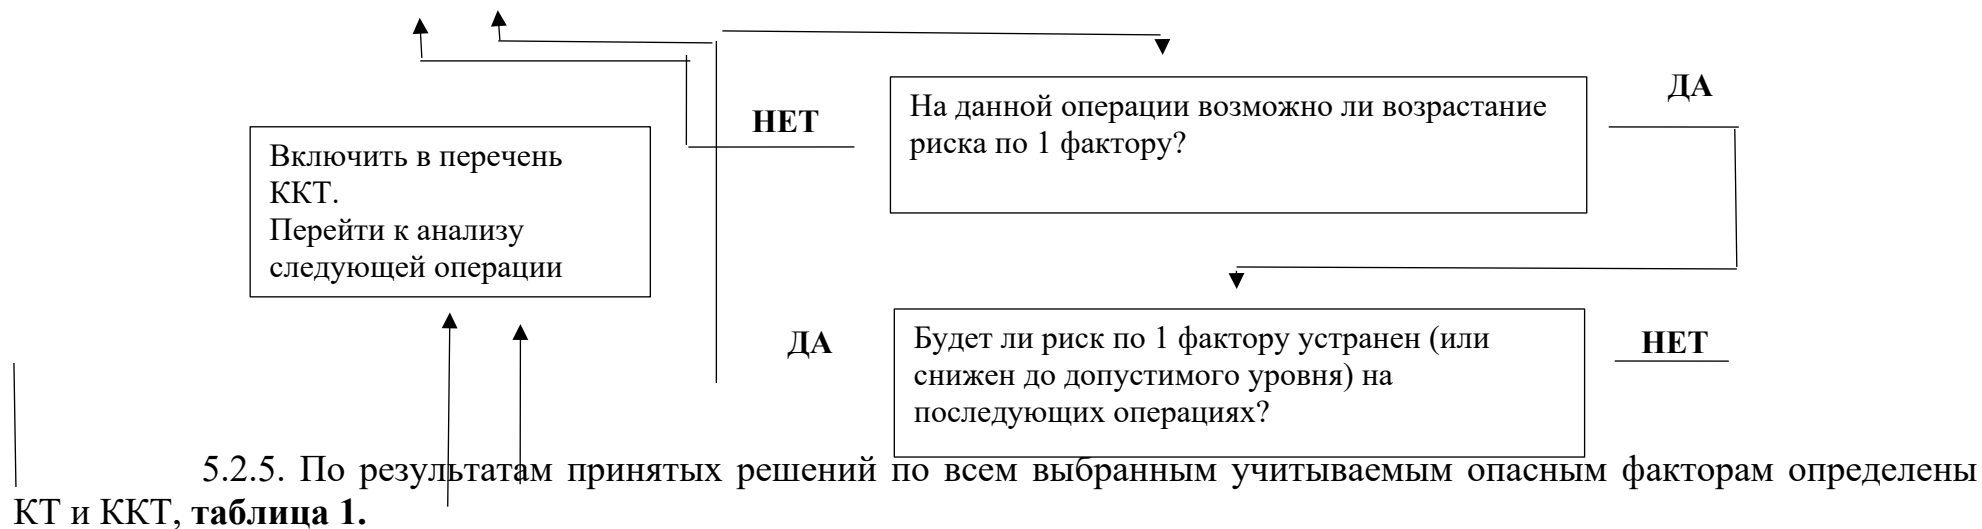 ДА
На данной операции возможно ли возрастание
риска по 1 фактору?
НЕТ
Включить в перечень
ККТ.
Перейти к анализу
следующей операции
ДА
Будет ли риск по 1 фактору устранен (или
снижен до допустимого уровня) на
последующих операциях?
НЕТ
5.2.5. По результатам принятых решений по всем выбранным учитываемым опасным факторам определены
КТ и ККТ, таблица 1.